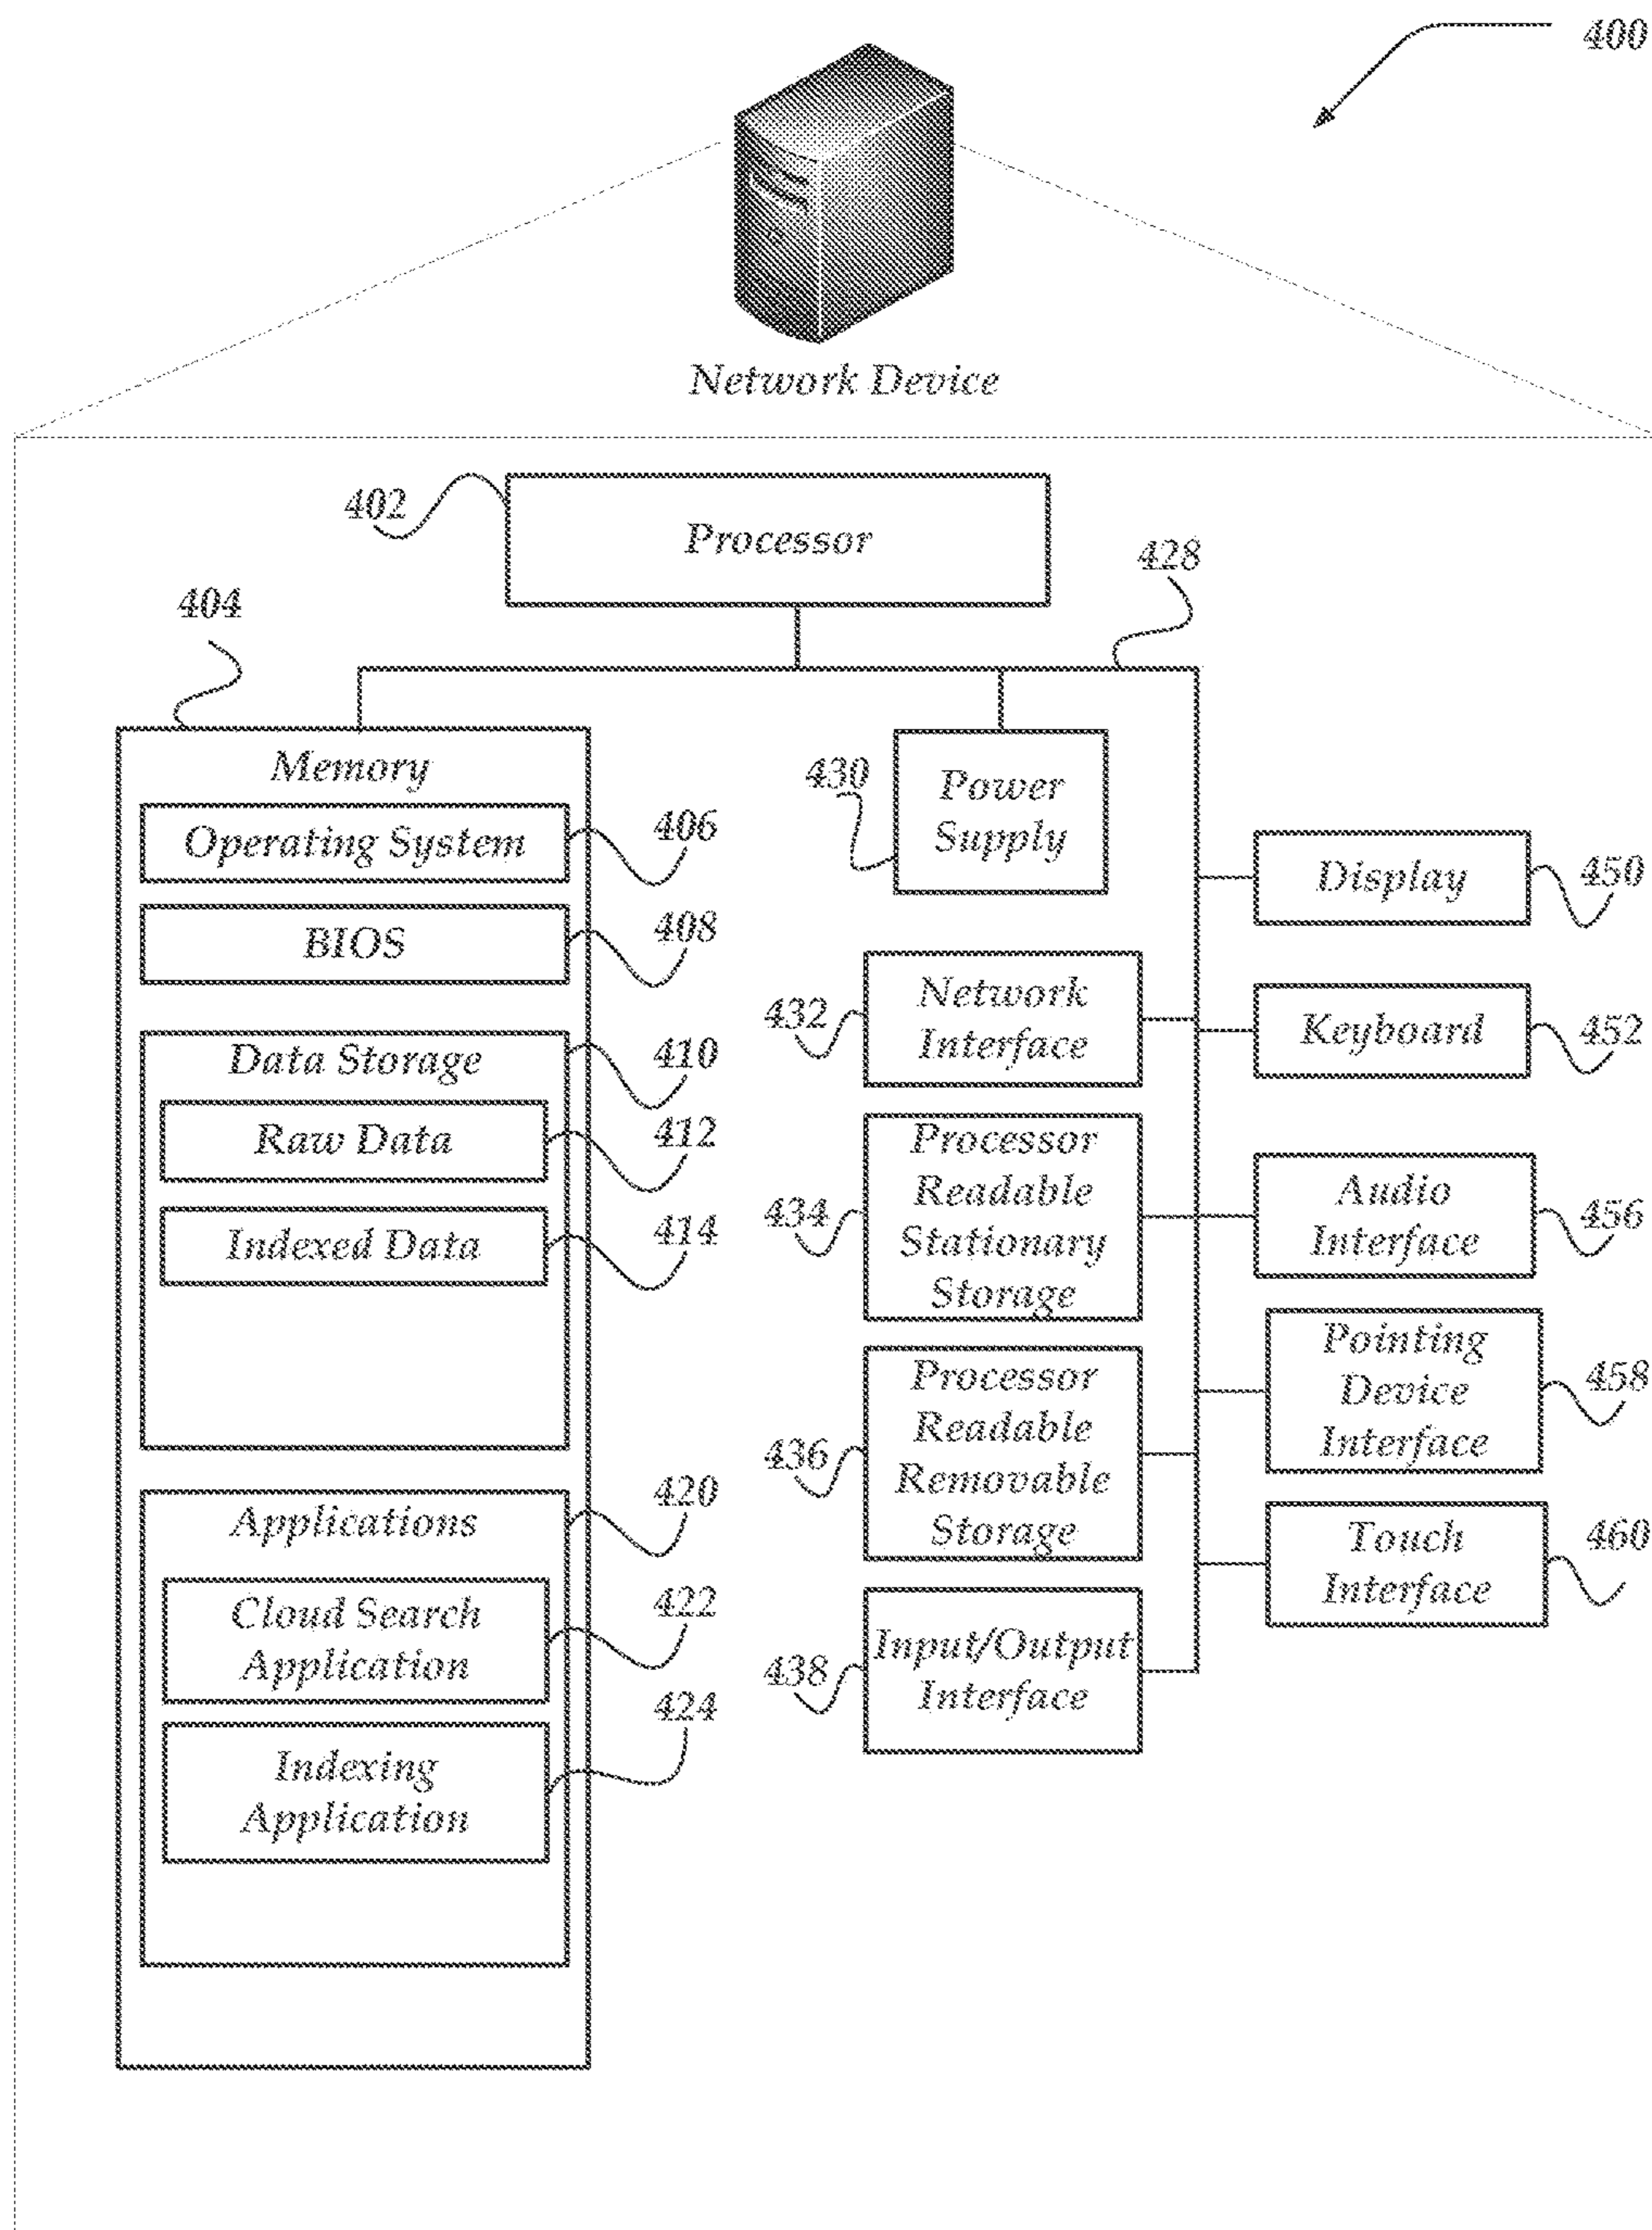 400
Network Device
402
Processor
428
404
Memory
Operating System
406
BIOS
408
Data Storage
410
Raw Data
412
Indexed Data
414
Applications
420
Cloud Search
Application
422
Indexing
Application
424
430
Power
Supply
432
Network
Interface
434
Processor
Readable
Stationary
Storage
436
Processor
Readable
Removable
Storage
438
Input/Output
Interface
Display
450
Keyboard
452
Audio
Interface
456
Pointing
Device
Interface
458
Touch
Interface
460